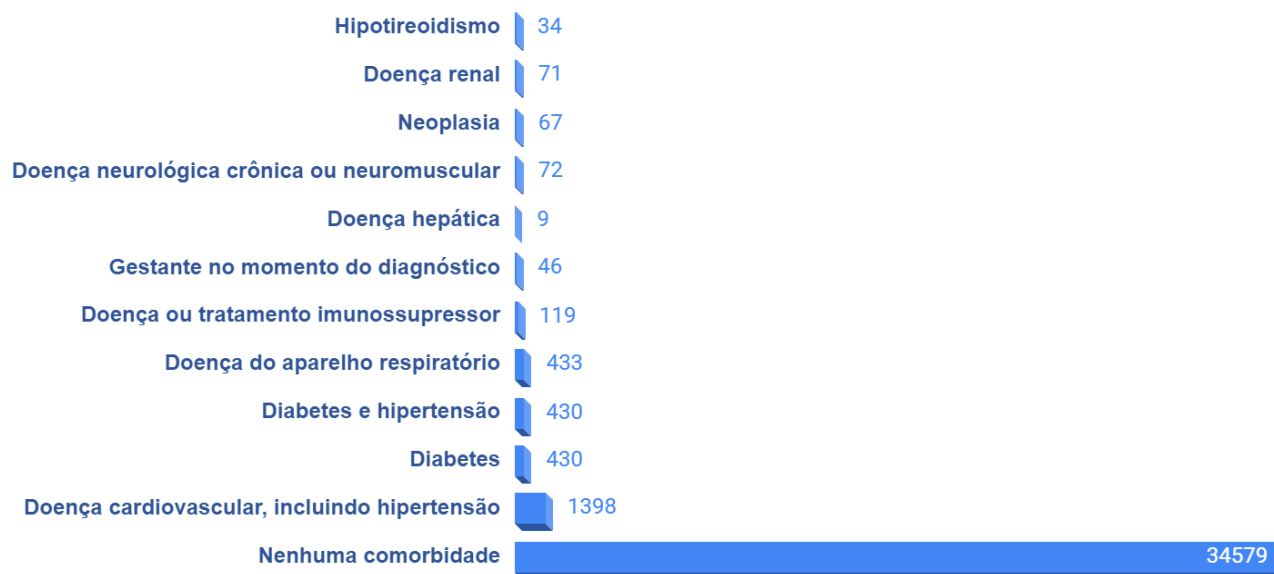 Hipotireoidismo 34
Doença renal 71
Neoplasia 67
Doença neurológica crônica ou neuromuscular 72
Doença hepática 9
Gestante no momento do diagnóstico 46
Doença ou tratamento imunossupressor 119
Doença do aparelho respiratório 433
Diabetes e hipertensão 430
Diabetes 430
Doença cardiovascular, incluindo hipertensão 1398
Nenhuma comorbidade 34579